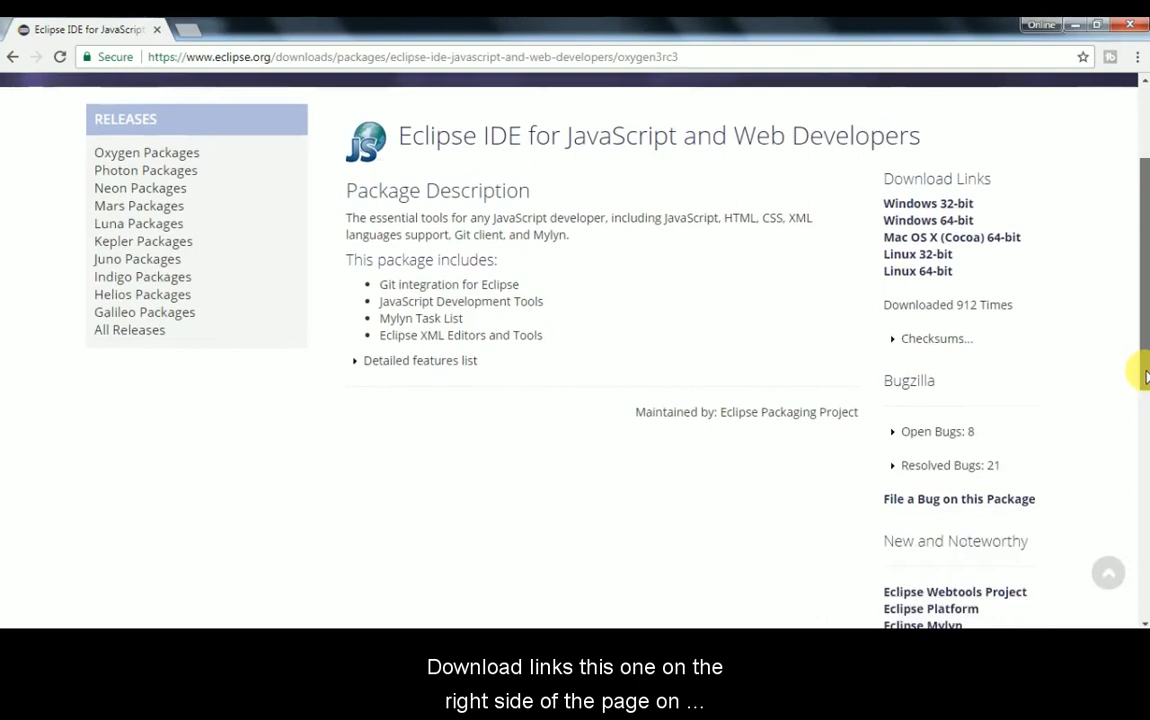 Eclipse IDE for JavaScript
Online
Secure https://www.eclipse.org/downloads/packages/eclipse-ide-javascript-and-web-developers/oxygen3rc3
RELEASES
Oxygen Packages
Photon Packages
Neon Packages
Mars Packages
Luna Packages
Kepler Packages
Juno Packages
Indigo Packages
Helios Packages
Galileo Packages
All Releases
JS
Eclipse IDE for JavaScript and Web Developers
Package Description
The essential tools for any JavaScript developer, including JavaScript, HTML, CSS, XML
languages support, Git client, and Mylyn.
This package includes:
Git integration for Eclipse
JavaScript Development Tools
Mylyn Task List
Eclipse XML Editors and Tools
Detailed features list
Maintained by: Eclipse Packaging Project
Download Links
Windows 32-bit
Windows 64-bit
Mac OS X (Cocoa) 64-bit
Linux 32-bit
Linux 64-bit
Downloaded 912 Times
Checksums...
Bugzilla
Open Bugs: 8
Resolved Bugs: 21
File a Bug on this Package
New and Noteworthy
Eclipse Webtools Project
Eclipse Platform
Eclipse Mylyn
Download links this one on the
right side of the page on ...